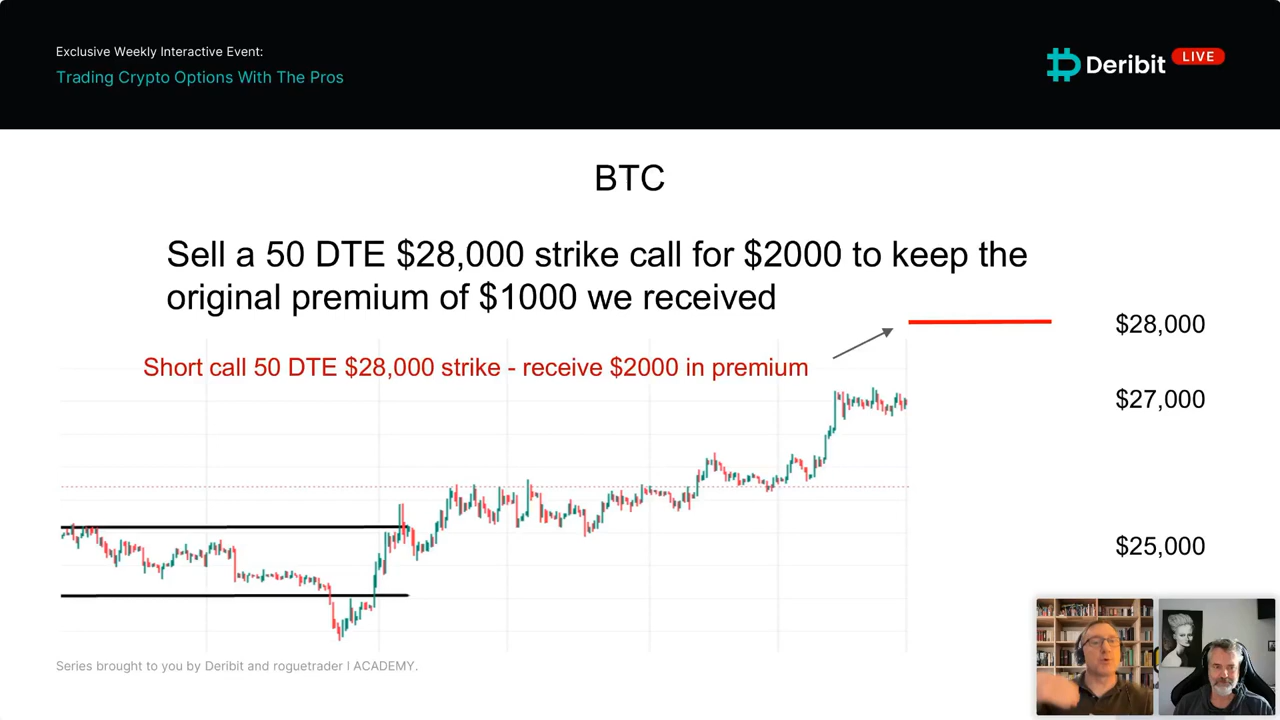 Exclusive Weekly Interactive Event:
Trading Crypto Options With The Pros
Deribit LIVE
BTC
Sell a 50 DTE $28,000 strike call for $2000 to keep the
original premium of $1000 we received
$28,000
Short call 50 DTE $28,000 strike - receive $2000 in premium
$27,000
$25,000
Series brought to you by Deribit and roguetrader | ACADEMY.